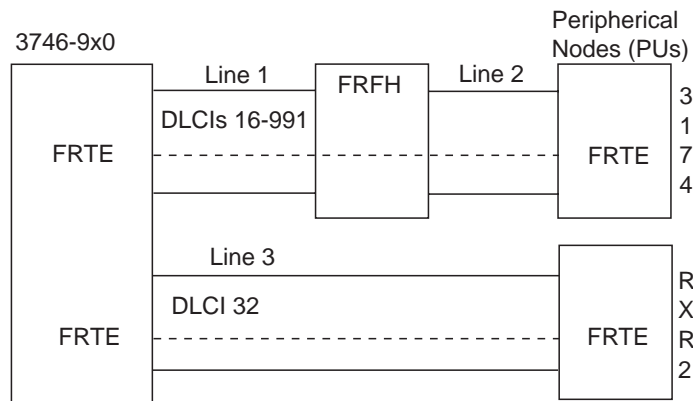 Peripherical
Nodes (PUs)
3746-9x0
Line 1
FRFH
Line 2
DLCIs 16-991
FRTE
FRTE
3
1
7
4
Line 3
DLCI 32
FRTE
FRTE
R
X
R
2